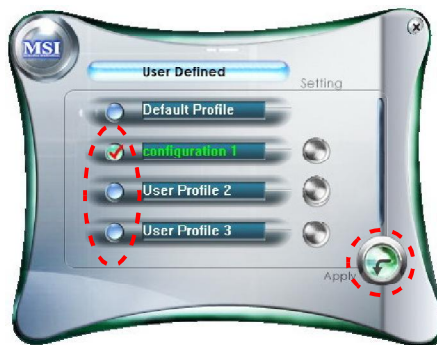 MSI
User Defined
Setting
Default Profile
configuration 1
User Profile 2
User Profile 3
Apply